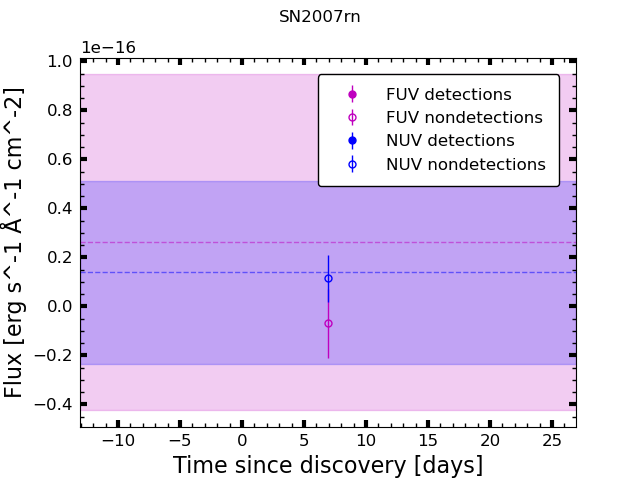 SN2007rn
1e−16
1.0
0.8
0.6
0.4
0.2
0.0
−0.2
−0.4
Flux [erg s^-1 Å^-1 cm^-2]
FUV detections
FUV nondetections
NUV detections
NUV nondetections
−10 −5 0 5 10 15 20 25
Time since discovery [days]